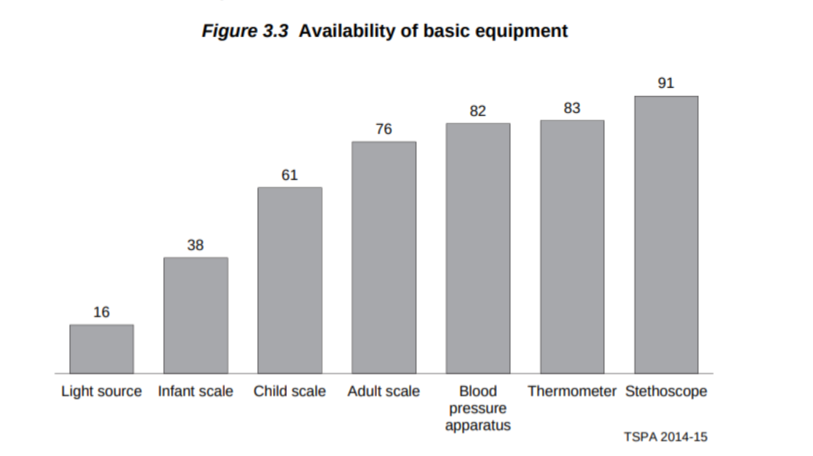 Figure 3.3 Availability of basic equipment
91
83
82
76
61
38
16
Light source Infant scale Child scale Adult scale Blood Thermometer Stethoscope
pressure
apparatus
TSPA 2014-15